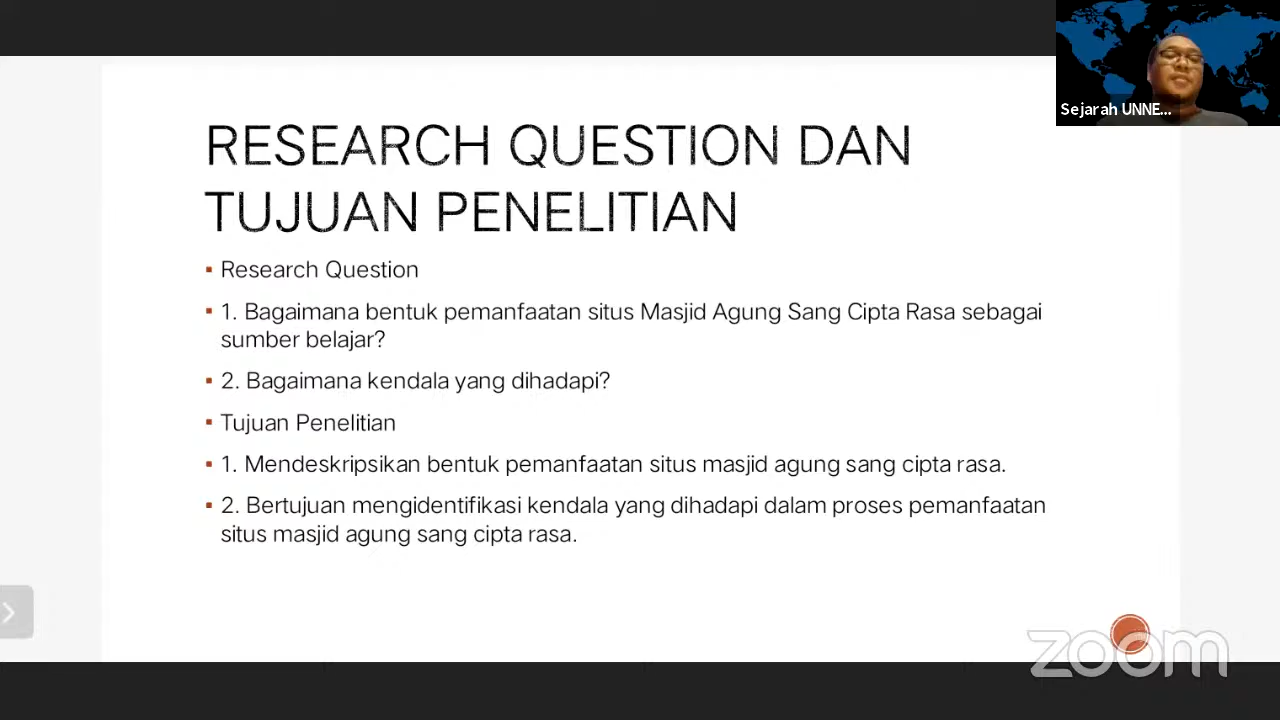 Sejarah UNNE...
RESEARCH QUESTION DAN
TUJUAN PENELITIAN
▪ Research Question
▪ 1. Bagaimana bentuk pemanfaatan situs Masjid Agung Sang Cipta Rasa sebagai
sumber belajar?
▪ 2. Bagaimana kendala yang dihadapi?
▪ Tujuan Penelitian
▪ 1. Mendeskripsikan bentuk pemanfaatan situs masjid agung sang cipta rasa.
▪ 2. Bertujuan mengidentifikasi kendala yang dihadapi dalam proses pemanfaatan
situs masjid agung sang cipta rasa.
zoom